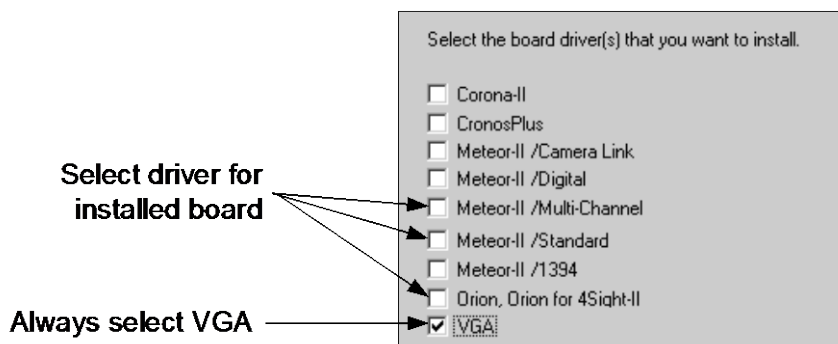 Select the board driver(s) that you want to install.
Corona-II
CronosPlus
Meteor-II /Camera Link
Meteor-II /Digital
Select driver for
installed board
Meteor-II /Multi-Channel
Meteor-II /Standard
Meteor-II /1394
Orion, Orion for 4Sight-II
Always select VGA
VGA